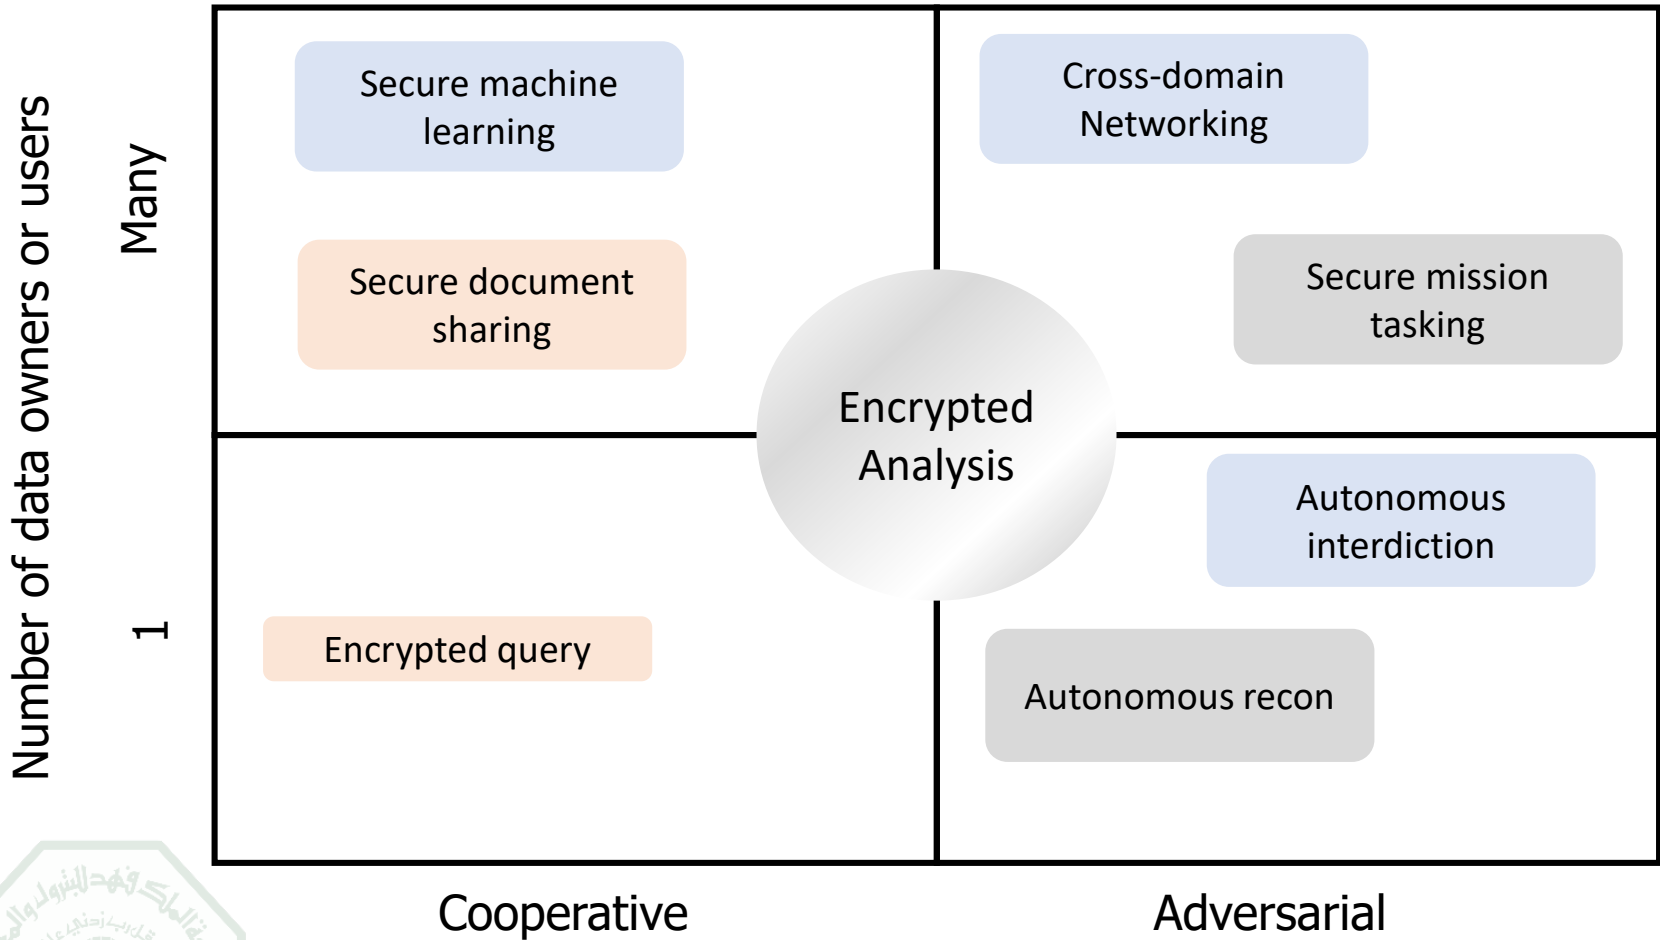 Number of data owners or users
Many
1
Secure machine
learning
Cross-domain
Networking
Secure document
sharing
Secure mission
tasking
Encrypted
Analysis
Autonomous
interdiction
Encrypted query
Autonomous recon
Cooperative
Adversarial